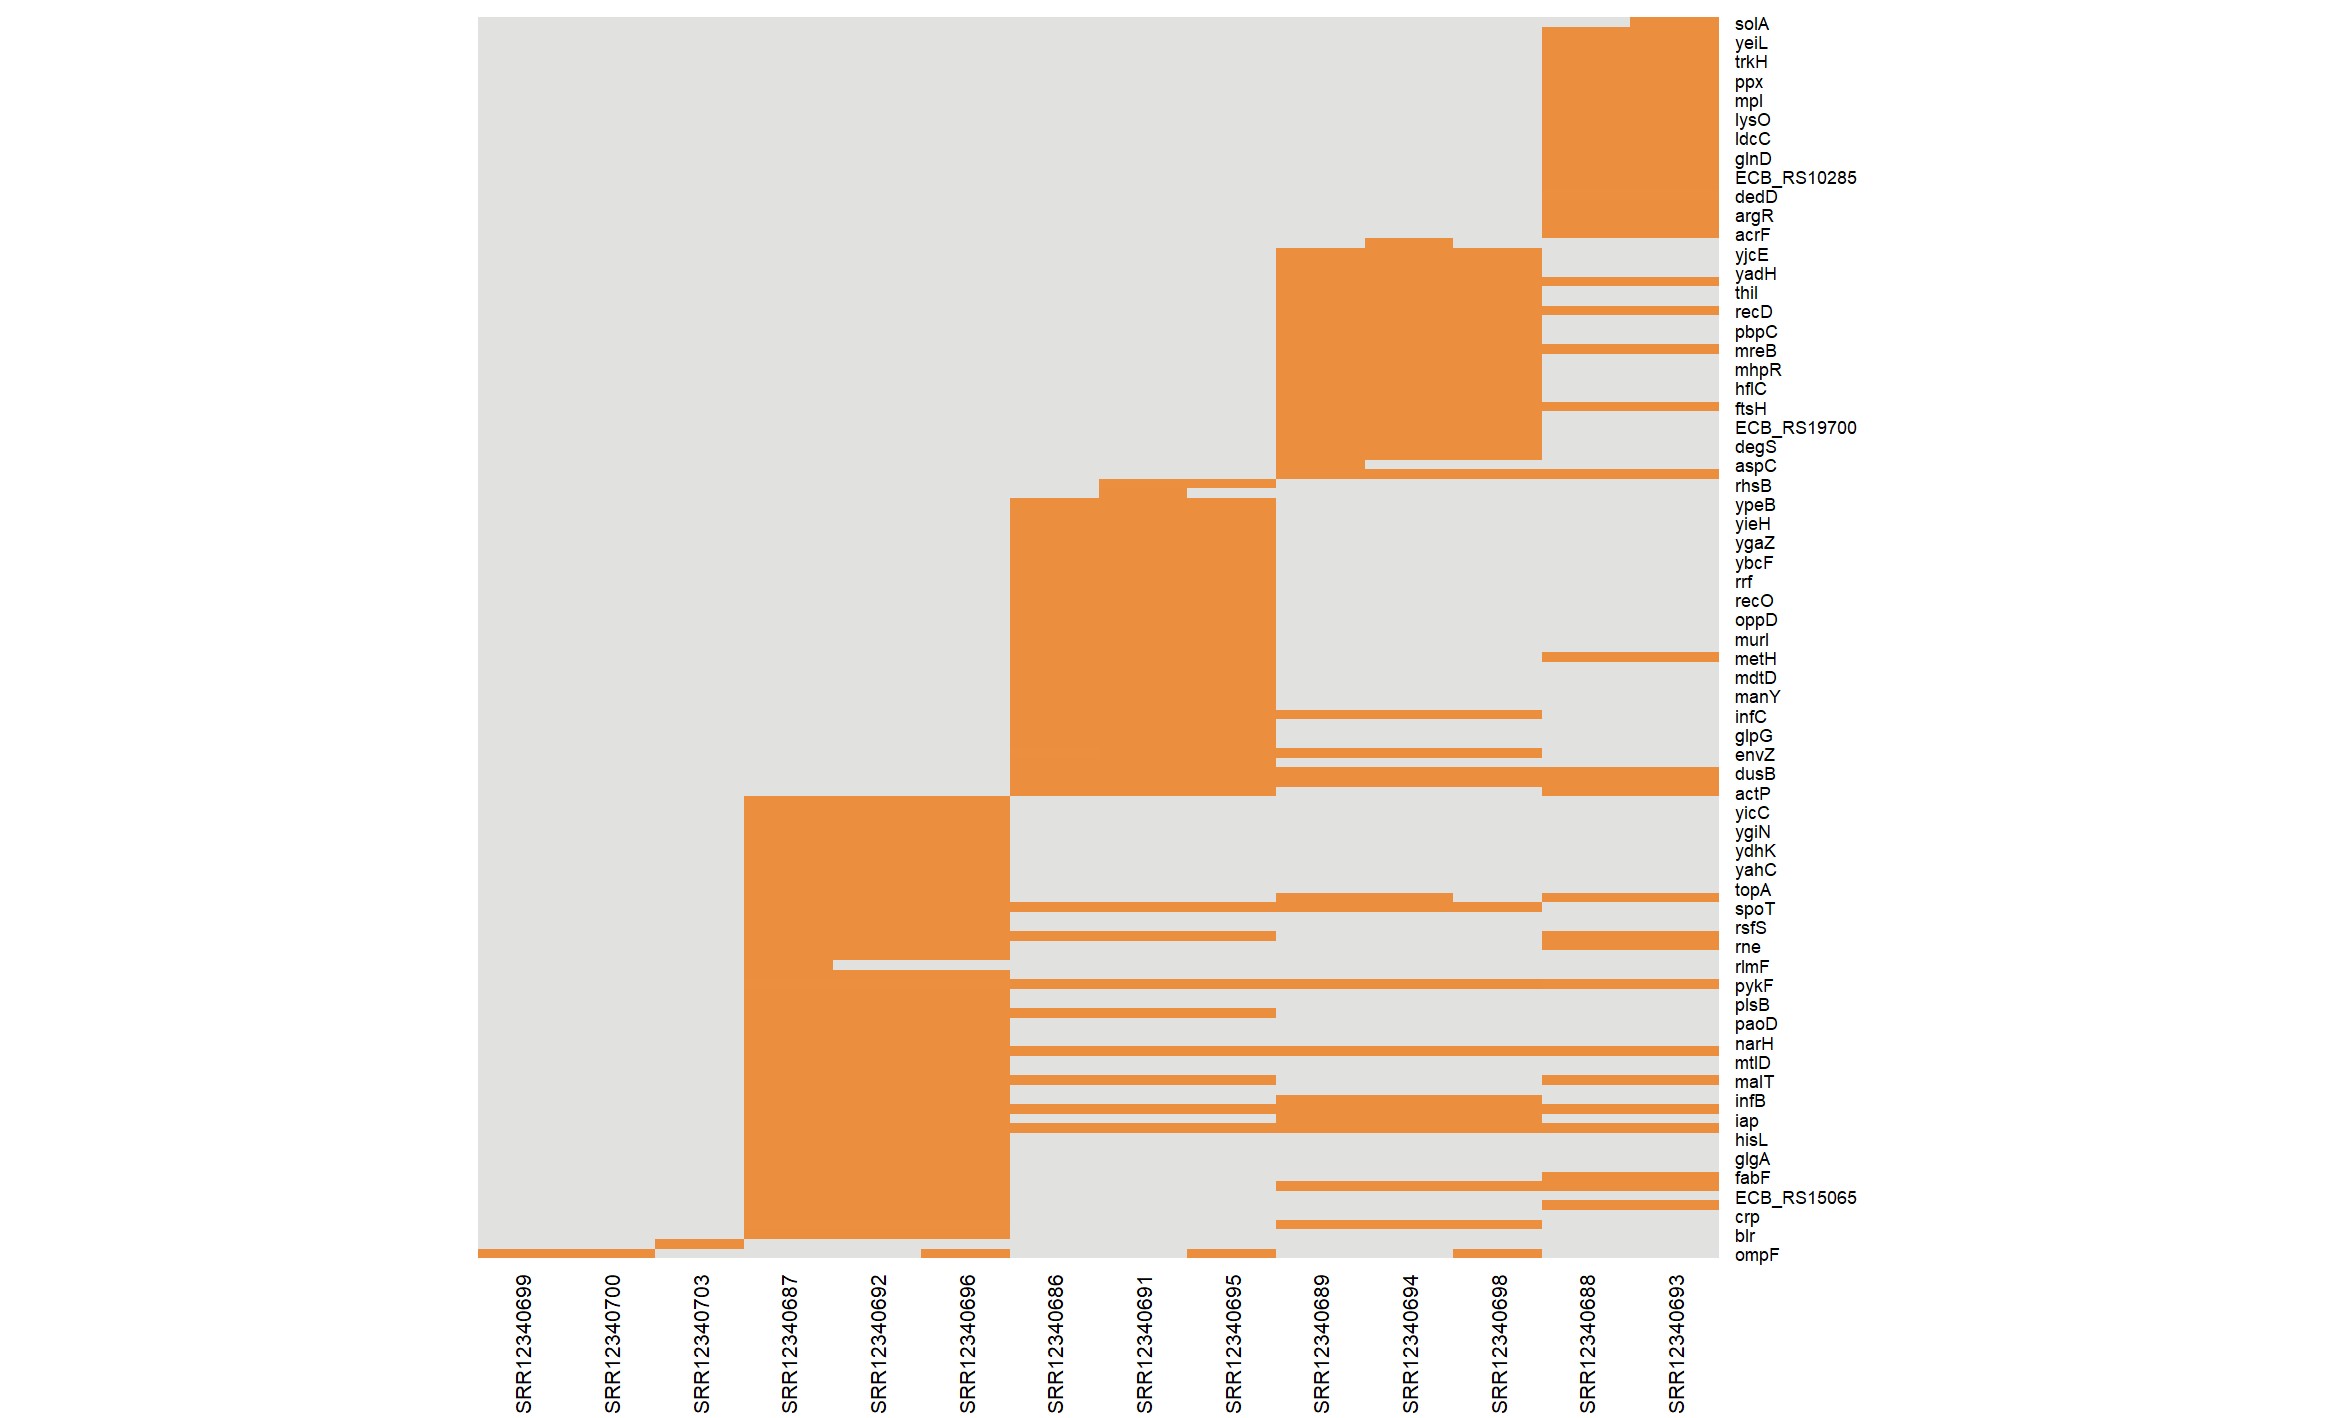 solA
yeiL
trkH
ppx
mpl
lysO
ldcC
glnD
ECB_RS10285
dedD
argR
acrF
yjcE
yadH
thiI
recD
pbpC
mreB
mhpR
hflC
ftsH
ECB_RS19700
degS
aspC
rhsB
ypeB
yieH
ygaZ
ybcF
rrf
recO
oppD
murI
metH
mdtD
manY
infC
glpG
envZ
dusB
actP
yicC
ygiN
ydhK
yahC
topA
spoT
rsfS
rne
rlmF
pykF
plsB
paoD
narH
mtlD
malT
infB
iap
hisL
glgA
fabF
ECB_RS15065
crp
blr
ompF
SRR12340699
SRR12340700
SRR12340703
SRR12340687
SRR12340692
SRR12340696
SRR12340686
SRR12340691
SRR12340695
SRR12340689
SRR12340694
SRR12340698
SRR12340688
SRR12340693